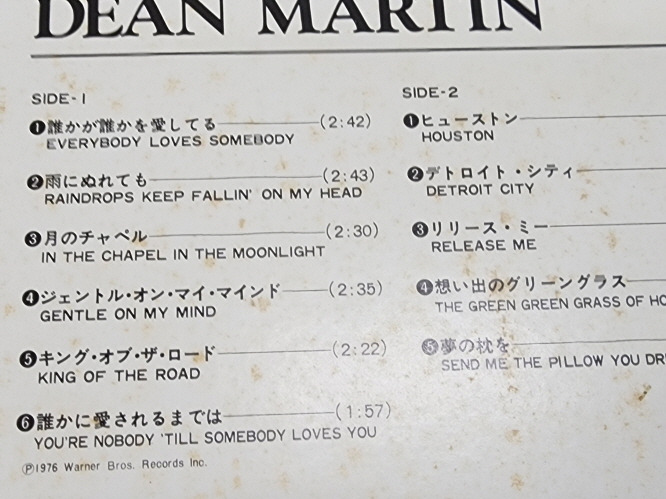 DEAN MARTIN
SIDE-1
❶誰かが誰かを愛してる (2:42)
EVERYBODY LOVES SOMEBODY
❷雨にぬれても (2:43)
RAINDROPS KEEP FALLIN' ON MY HEAD
❸月のチャペル (2:30)
IN THE CHAPEL IN THE MOONLIGHT
❹ジェントル・オン・マイ・マインド (2:35)
GENTLE ON MY MIND
❺キング・オブ・ザ・ロード (2:22)
KING OF THE ROAD
❻誰かに愛されるまでは (1:57)
YOU'RE NOBODY 'TILL SOMEBODY LOVES YOU
Ⓟ1976 Warner Bros. Records Inc.
SIDE-2
❶ヒューストン
HOUSTON
❷デトロイト・シティ
DETROIT CITY
❸リリース・ミー
RELEASE ME
❹想い出のグリーングラス
THE GREEN GREEN GRASS OF
❺夢の枕を
SEND ME THE PILLOW YOU